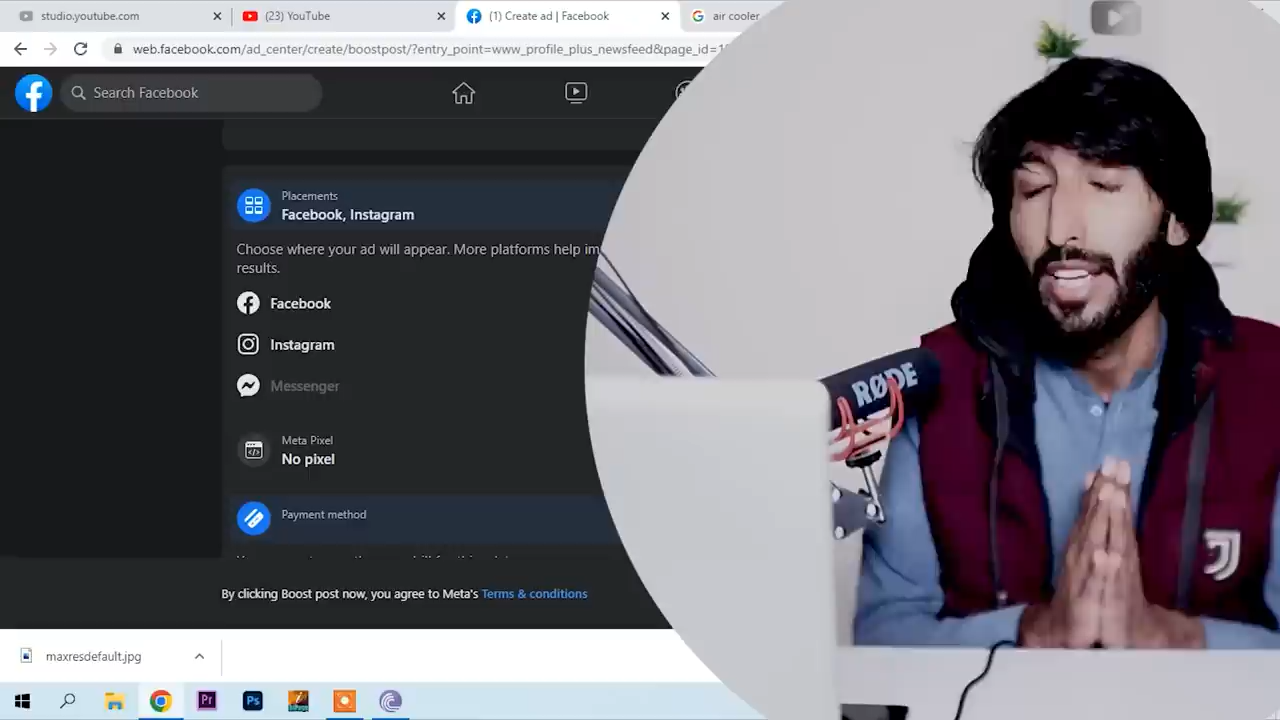 studio.youtube.com
(23) YouTube
(1) Create ad | Facebook
air cooler
web.facebook.com/ad_center/create/boostpost/?entry_point=www_profile_plus_newsfeed&page_id=1
Search Facebook
Placements
Facebook, Instagram
Choose where your ad will appear. More platforms help im
results.
Facebook
Instagram
Messenger
Meta Pixel
No pixel
Payment method
By clicking Boost post now, you agree to Meta's Terms & conditions
maxresdefault.jpg
Pr
Ps
RØDE